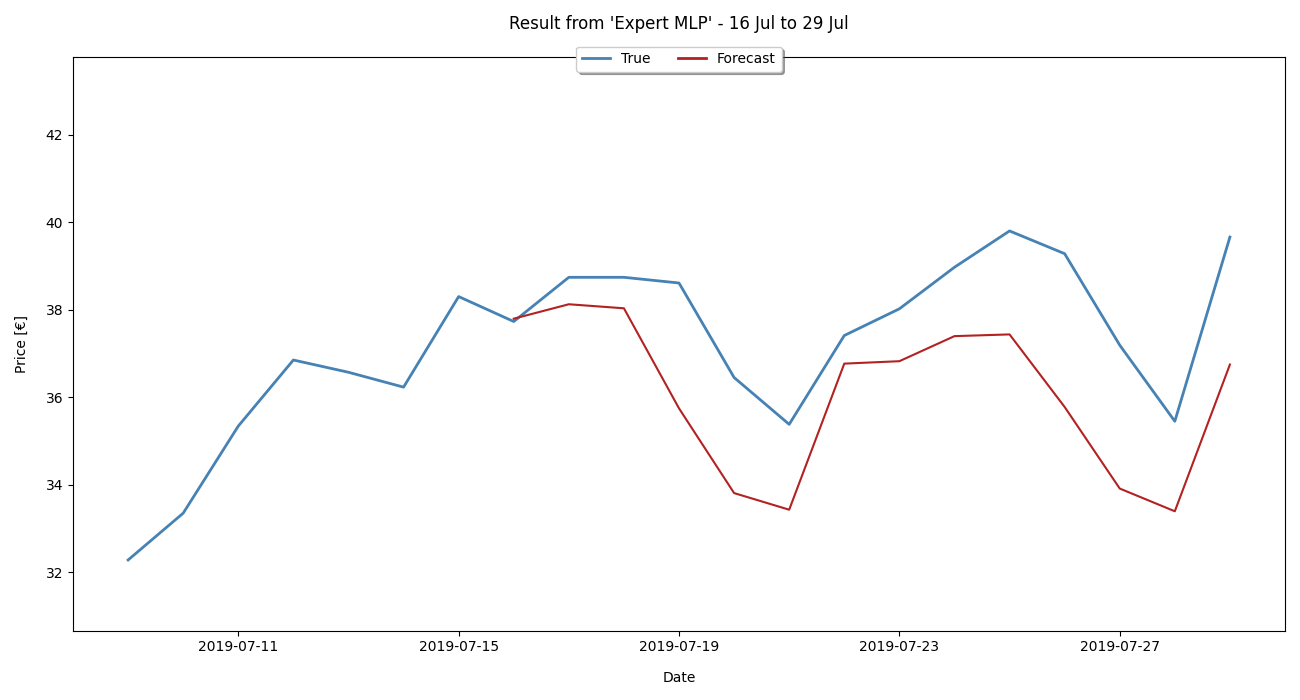 Result from 'Expert MLP' - 16 Jul to 29 Jul
True Forecast
Price [€]
42
40
38
36
34
32
2019-07-11 2019-07-15 2019-07-19 2019-07-23 2019-07-27
Date